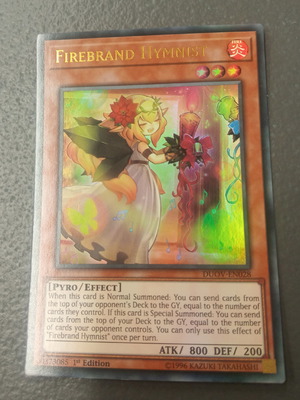 FIREBRAND HYMNIST
炎
DUOV-EN028
[PYRO/EFFECT]
When this card is Normal Summoned: You can send cards from
the top of your opponent's Deck to the GY, equal to the number of
cards they control. If this card is Special Summoned: You can send
cards from the top of your Deck to the GY, equal to the number
of cards your opponent controls. You can only use this effect of
"Firebrand Hymnist" once per turn.
ATK/ 800 DEF/ 200
1st Edition
©1996 KAZUKI TAKAHASHI